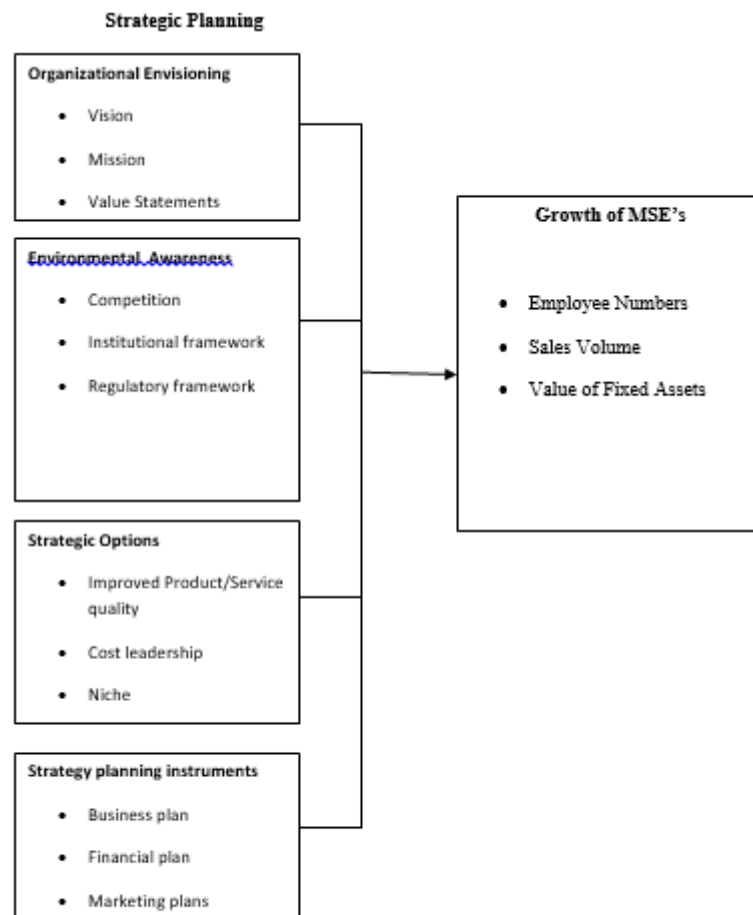 Strategic Planning
Organizational Envisioning
• Vision
• Mission
• Value Statements
Environmental Awareness
• Competition
• Institutional framework
• Regulatory framework
Strategic Options
• Improved Product/Service
quality
• Cost leadership
• Niche
Strategy planning instruments
• Business plan
• Financial plan
• Marketing plans
Growth of MSE's
• Employee Numbers
• Sales Volume
• Value of Fixed Assets